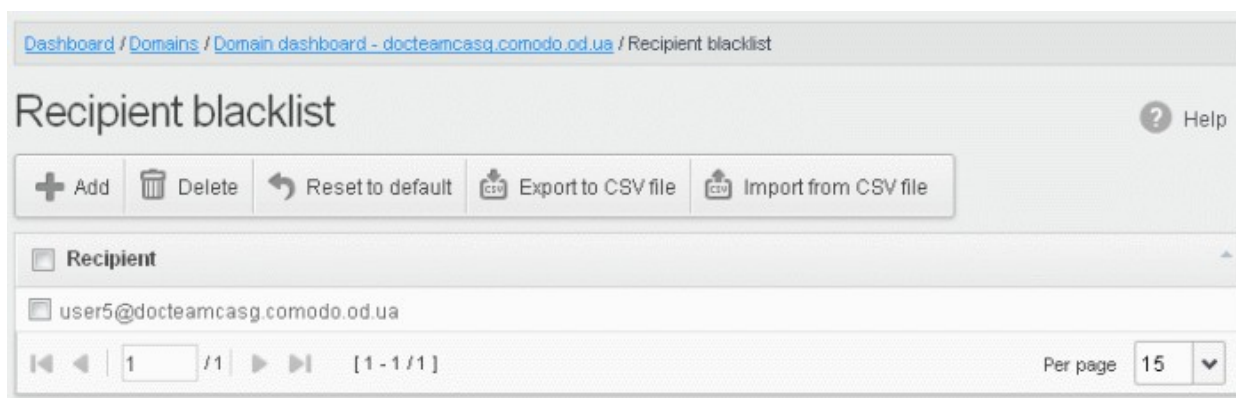 Dashboard / Domains / Domain dashboard - docteamcasg.comodo.od.ua / Recipient blacklist
Recipient blacklist
? Help
Add Delete Reset to default CSV Export to CSV file CSV Import from CSV file
Recipient
user5@docteamcasg.comodo.od.ua
1 /1 [1 - 1 /1] Per page 15